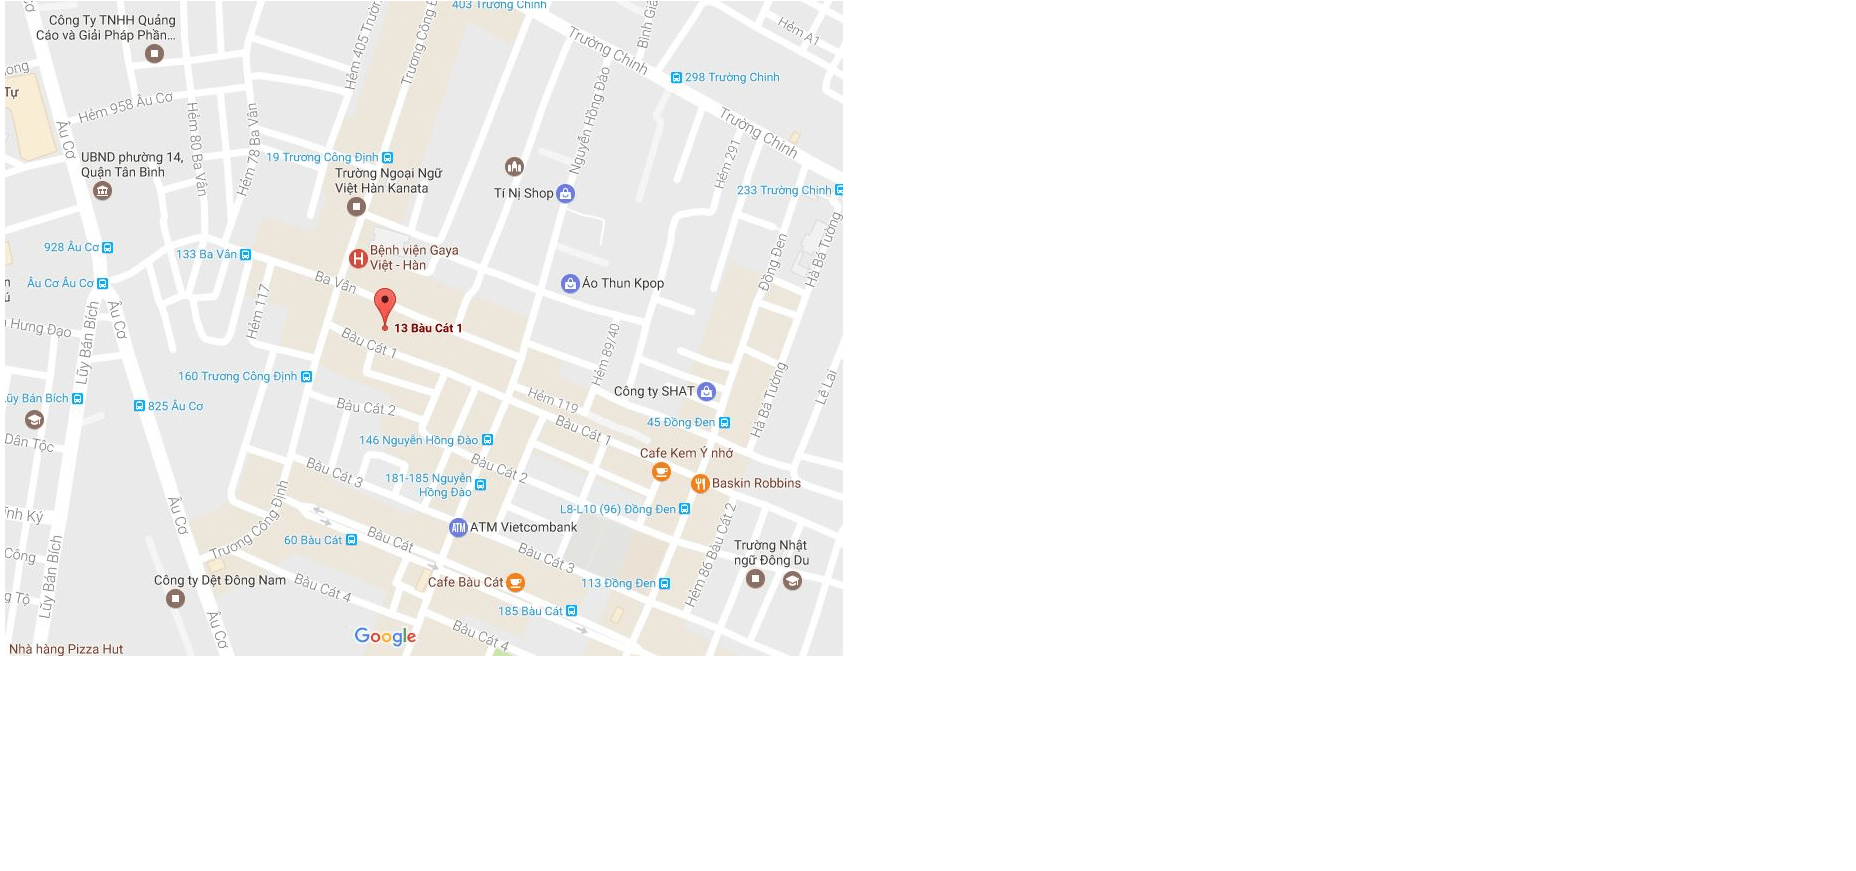 403 Trường Chinh
Công Ty TNHH Quảng
Cáo và Giải Pháp Phần...
Hẻm A1
Trường Chinh
Bình Giã
Hẻm 405
Trương Công
298 Trường Chinh
Tự
Hẻm 958 Âu Cơ
Nguyễn Hồng Đào
Trường Chinh
Âu Cơ
Hẻm 80 Ba Vân
Hẻm 78 Ba Vân
Hẻm 291
UBND phường 14,
Quận Tân Bình
19 Trương Công Định
Trường Ngoại Ngữ
Việt Hàn Kanata
Tí Nị Shop
233 Trường Chinh
928 Âu Cơ
133 Ba Vân
Bệnh viện Gaya
Việt - Hàn
Đồng Đen
Hà Bá Tường
Âu Cơ Âu Cơ
Ba Vân
Áo Thun Kpop
Hẻm 117
Âu Cơ
Hưng Đạo
13 Bàu Cát 1
Lũy Bán Bích
Bàu Cát 1
Hẻm 89/40
160 Trương Công Định
Lũy Bán Bích
825 Âu Cơ
Bàu Cát 2
Hẻm 119
Công ty SHAT
Lê Lai
Hà Bá Tường
45 Đồng Đen
Bàu Cát 1
Dân Tộc
146 Nguyễn Hồng Đào
Cafe Kem Ý nhớ
Bàu Cát 3
Bàu Cát 2
181-185 Nguyễn
Hồng Đào
Baskin Robbins
L8-L10 (96) Đồng Đen
Âu Cơ
Trương Công Định
ATM
ATM Vietcombank
60 Bàu Cát
Bàu Cát
Bàu Cát 3
Hẻm 86 Bàu Cát 2
Trường Nhật
ngữ Đông Du
Công
Lũy Bán Bích
Công ty Dệt Đông Nam
Bàu Cát 4
Cafe Bàu Cát
113 Đồng Đen
185 Bàu Cát
Âu Cơ
Google
Bàu Cát 4
Nhà hàng Pizza Hut